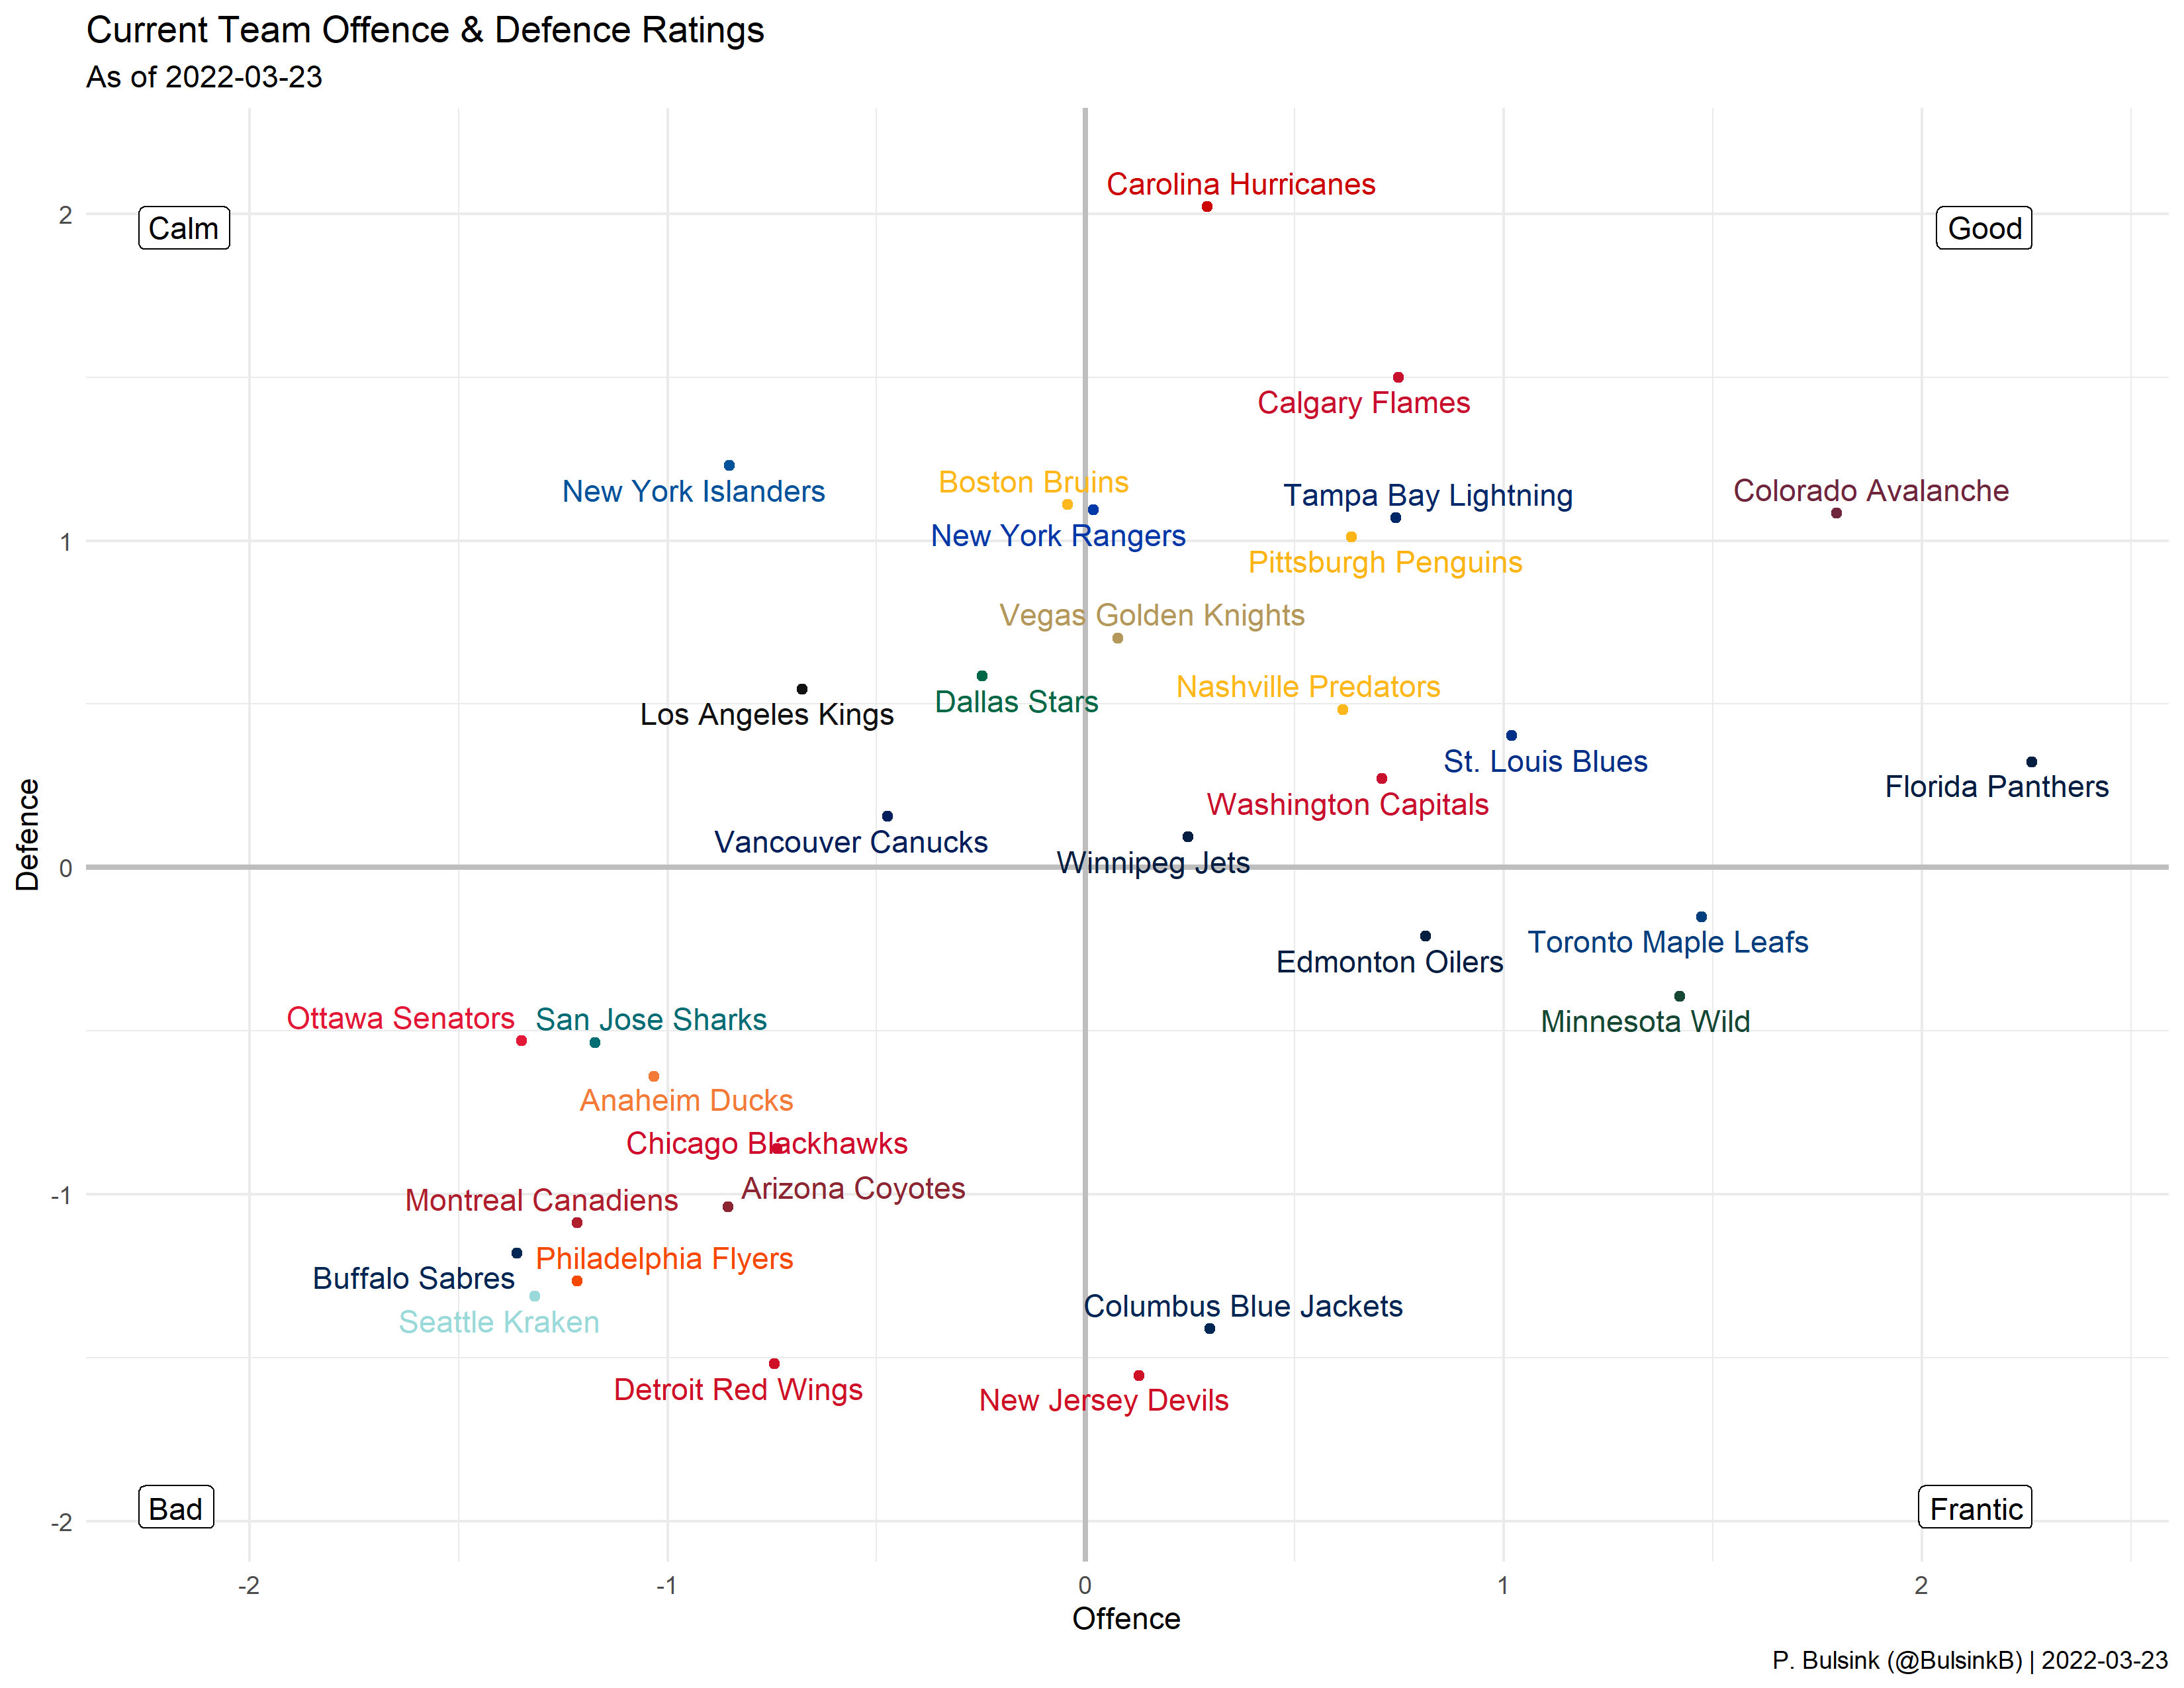 Current Team Offence & Defence Ratings
As of 2022-03-23
Carolina Hurricanes
2
Calm
Good
Calgary Flames
New York Islanders
Boston Bruins
Tampa Bay Lightning
Colorado Avalanche
New York Rangers
1
Pittsburgh Penguins
Vegas Golden Knights
Nashville Predators
Dallas Stars
Los Angeles Kings
St. Louis Blues
Florida Panthers
Washington Capitals
Vancouver Canucks
Defence
Winnipeg Jets
0
Toronto Maple Leafs
Edmonton Oilers
Ottawa Senators
San Jose Sharks
Minnesota Wild
Anaheim Ducks
Chicago Blackhawks
Arizona Coyotes
-1
Montreal Canadiens
Philadelphia Flyers
Buffalo Sabres
Columbus Blue Jackets
Seattle Kraken
Detroit Red Wings
New Jersey Devils
Bad
Frantic
-2
-2
-1
0
1
2
Offence
P. Bulsink (@BulsinkB) | 2022-03-23